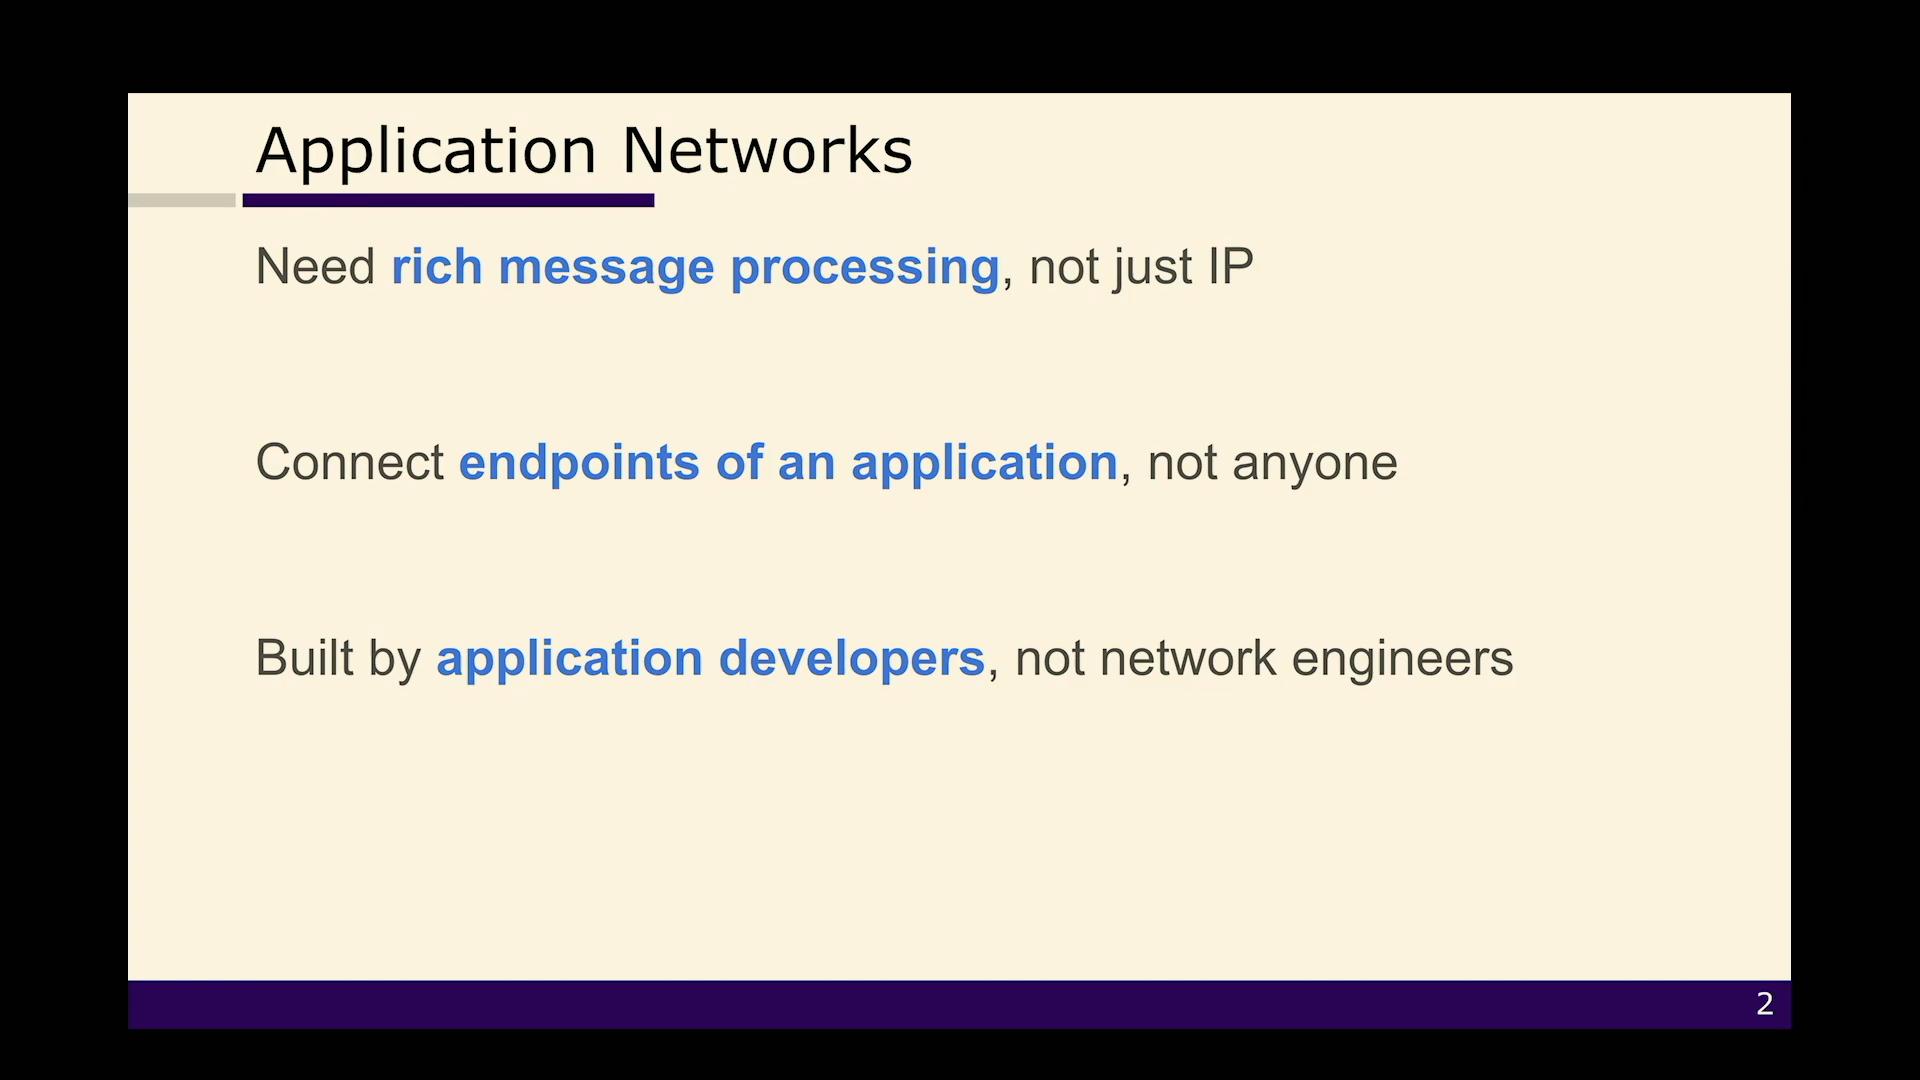 Application Networks
Need rich message processing, not just IP
Connect endpoints of an application, not anyone
Built by application developers, not network engineers
2